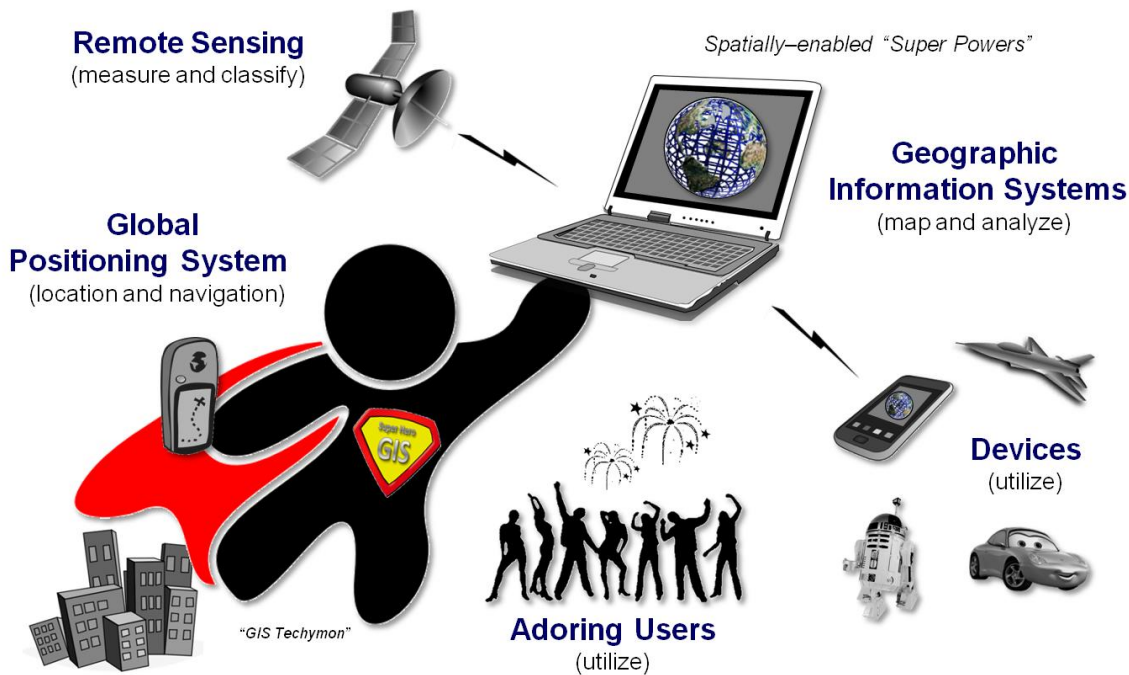 Remote Sensing
(measure and classify)
Spatially–enabled “Super Powers”
Geographic
Information Systems
(map and analyze)
Global
Positioning System
(location and navigation)
Super Hero
GIS
Devices
(utilize)
“GIS Techymon”
Adoring Users
(utilize)